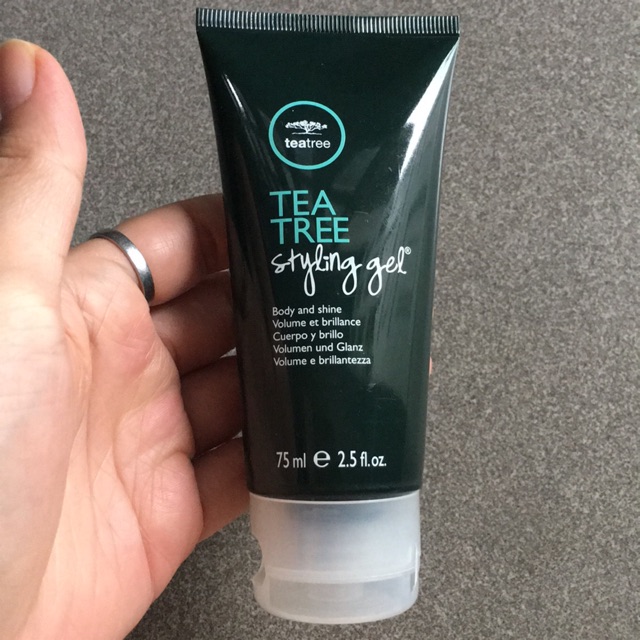 teatree
TEA
TREE
styling gel®
Body and shine
Volume et brillance
Cuerpo y brillo
Volumen und Glanz
Volume e brillantezza
75 ml ℮ 2.5 fl. oz.